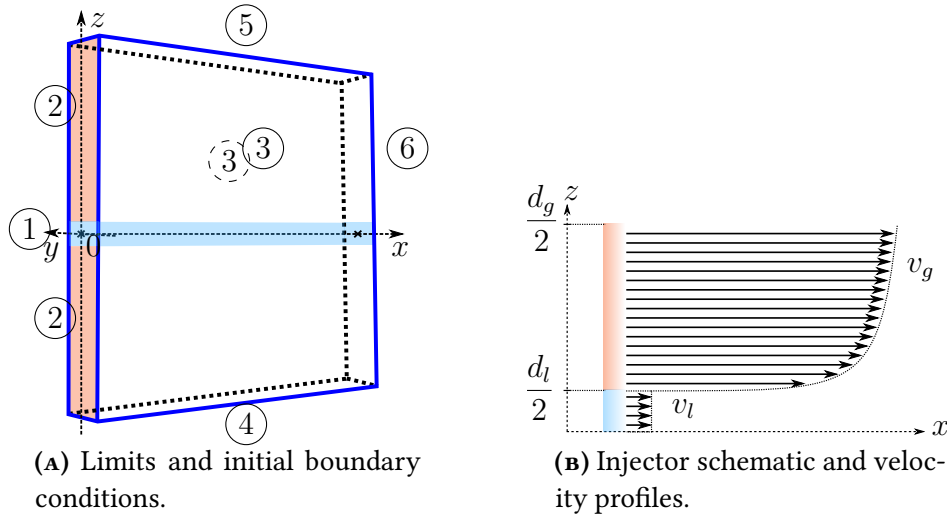 z
5
2
3
3
6
1
y
0
x
2
4
(A) Limits and initial boundary
conditions.
z
d_g
2
v_g
d_l
2
v_l
x
(B) Injector schematic and veloc-
ity profiles.